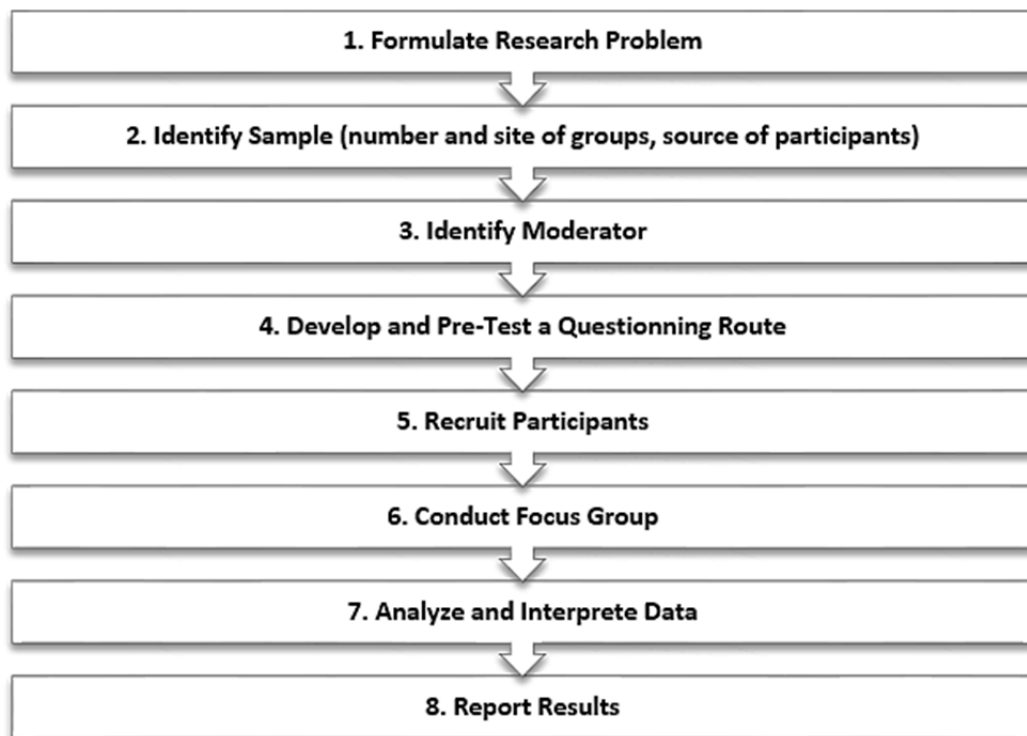 1. Formulate Research Problem
2. Identify Sample (number and site of groups, source of participants)
3. Identify Moderator
4. Develop and Pre-Test a Questionning Route
5. Recruit Participants
6. Conduct Focus Group
7. Analyze and Interprete Data
8. Report Results